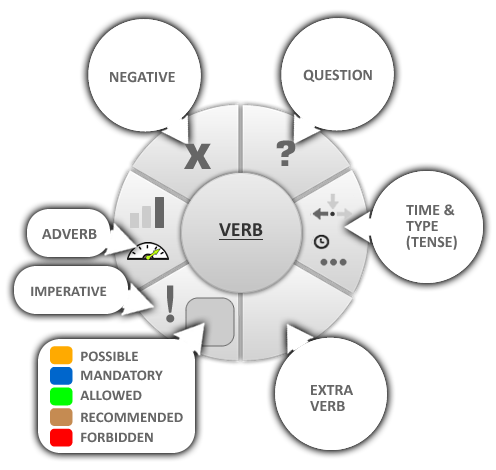 NEGATIVE
QUESTION
X
?
VERB
TIME &
TYPE
(TENSE)
ADVERB
IMPERATIVE
!
POSSIBLE
MANDATORY
ALLOWED
RECOMMENDED
FORBIDDEN
EXTRA
VERB